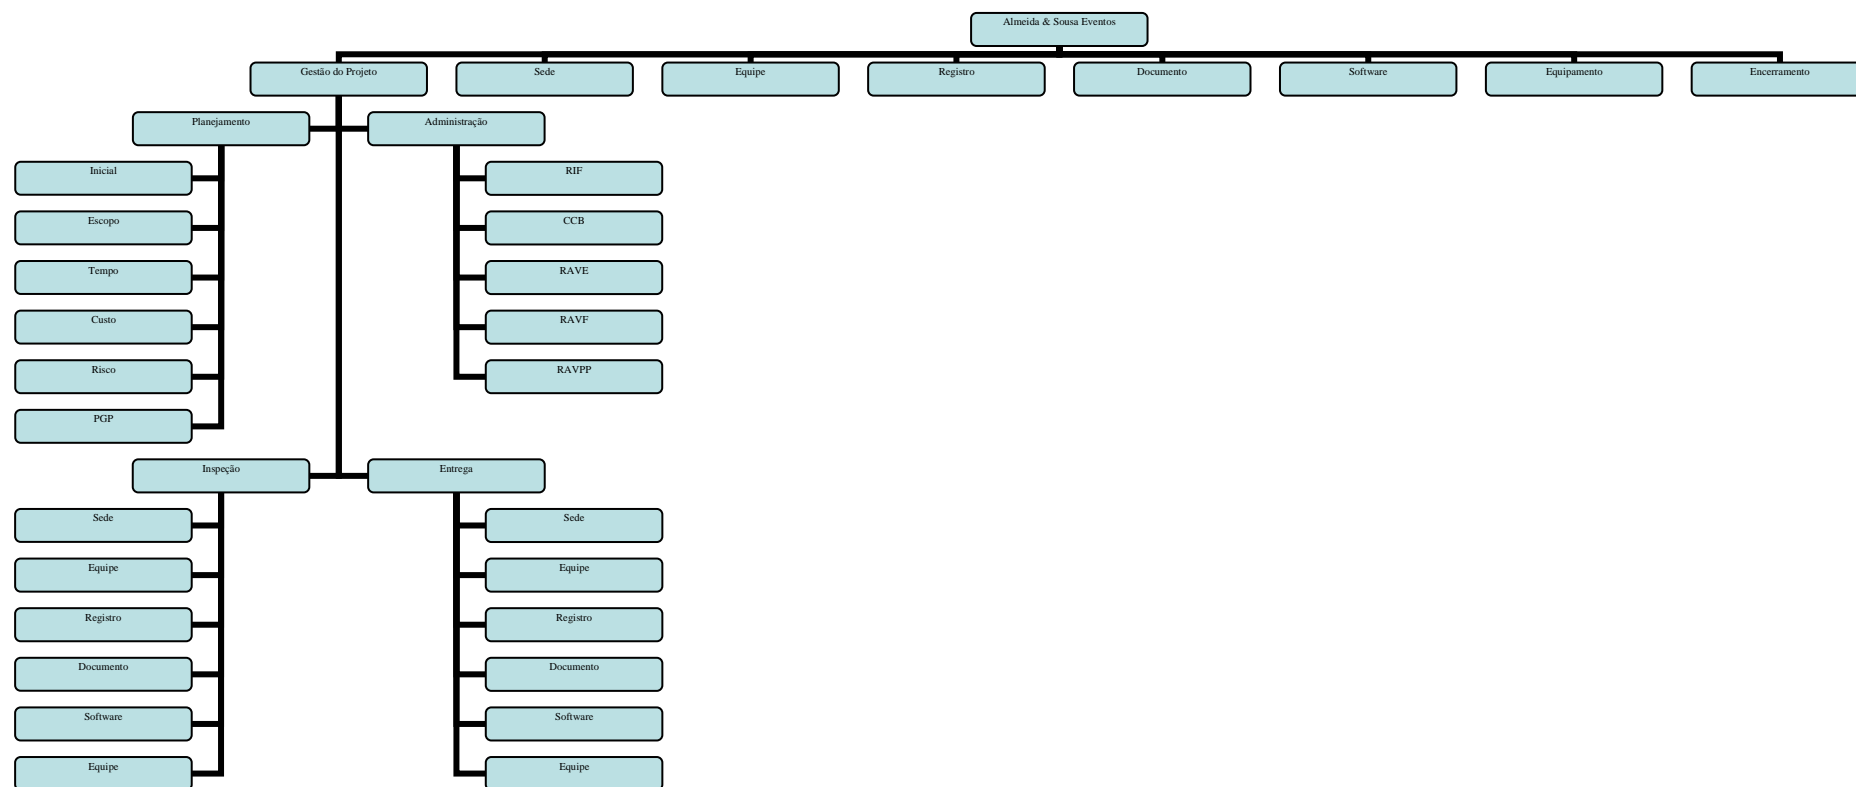 Almeida & Sousa Eventos
Gestão do Projeto
Sede
Equipe
Registro
Documento
Software
Equipamento
Encerramento
Planejamento
Administração
Inicial
RIF
Escopo
CCB
Tempo
RAVE
Custo
RAVF
Risco
RAVPP
PGP
Inspeção
Entrega
Sede
Sede
Equipe
Equipe
Registro
Registro
Documento
Documento
Software
Software
Equipe
Equipe